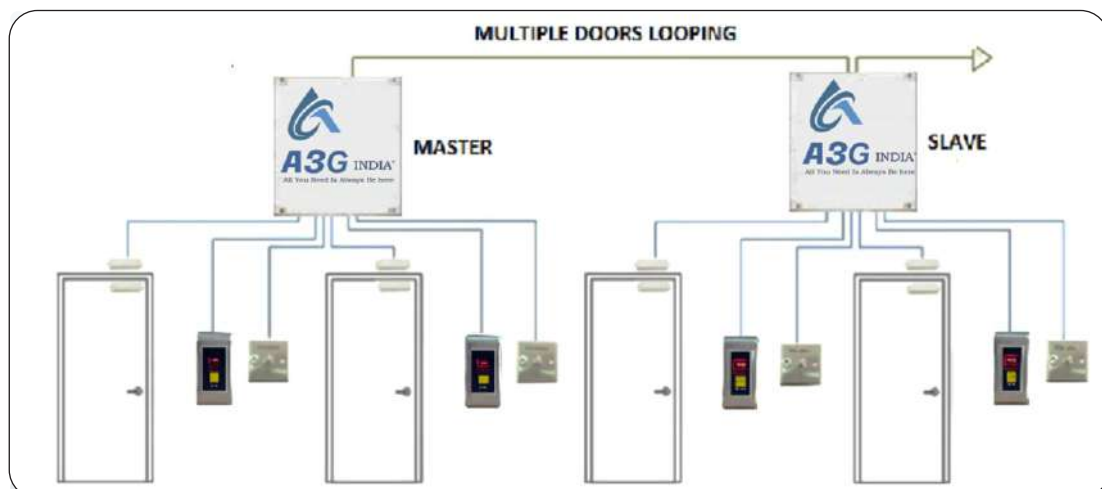 MULTIPLE DOORS LOOPING
A3G INDIA
All You Need Is Always Be here
MASTER
A3G INDIA
All You Need Is Always Be here
SLAVE